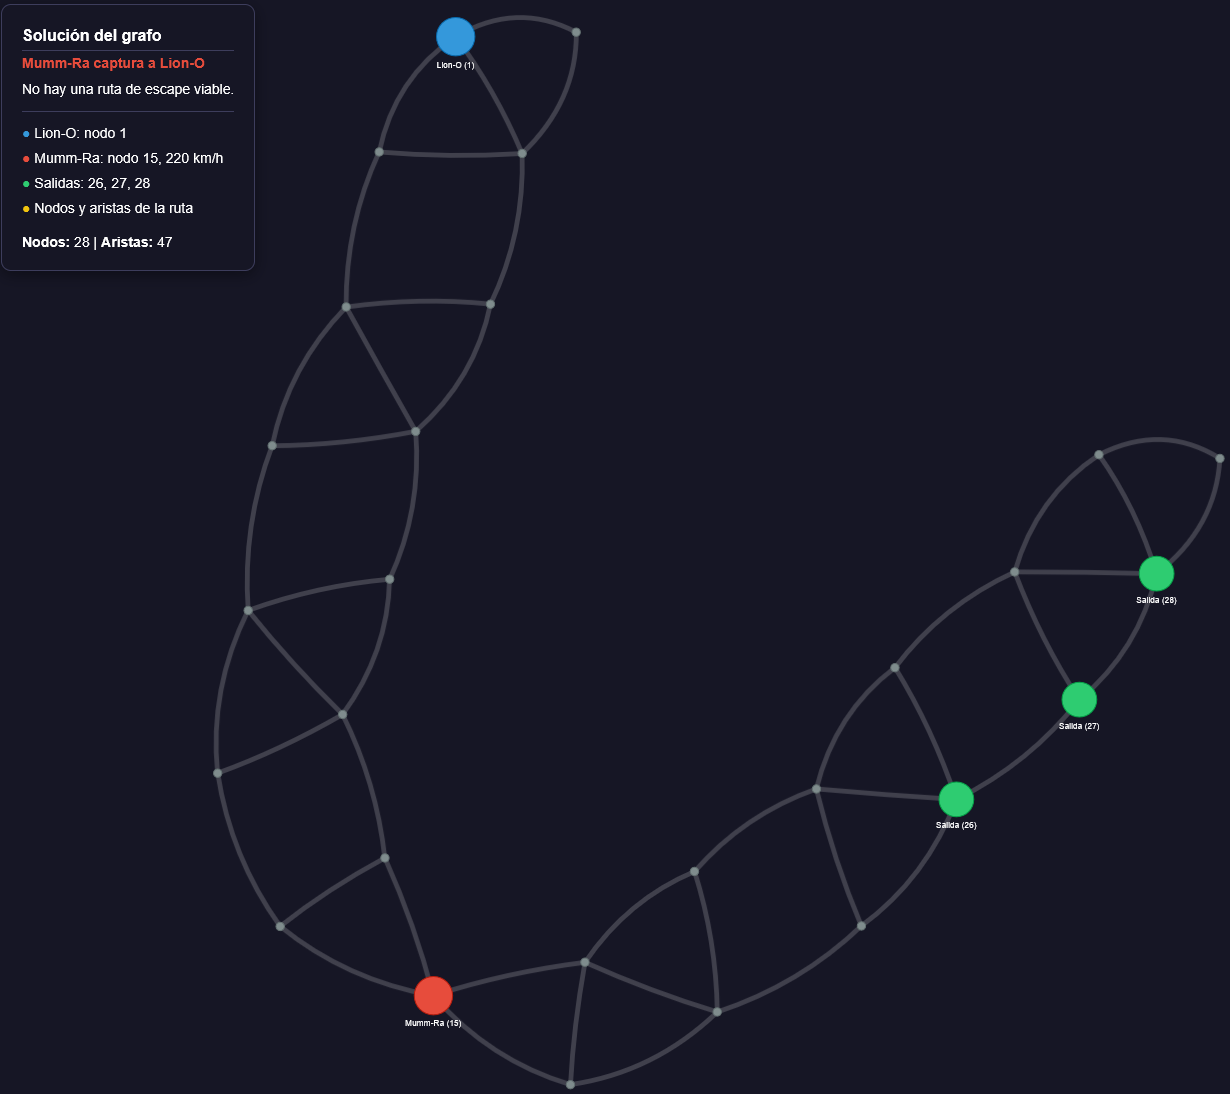 Solución del grafo
Mumm-Ra captura a Lion-O
No hay una ruta de escape viable.
● Lion-O: nodo 1
● Mumm-Ra: nodo 15, 220 km/h
● Salidas: 26, 27, 28
● Nodos y aristas de la ruta
Nodos: 28 | Aristas: 47
Lion-O (1)
Salida (28)
Salida (27)
Salida (26)
Mumm-Ra (15)